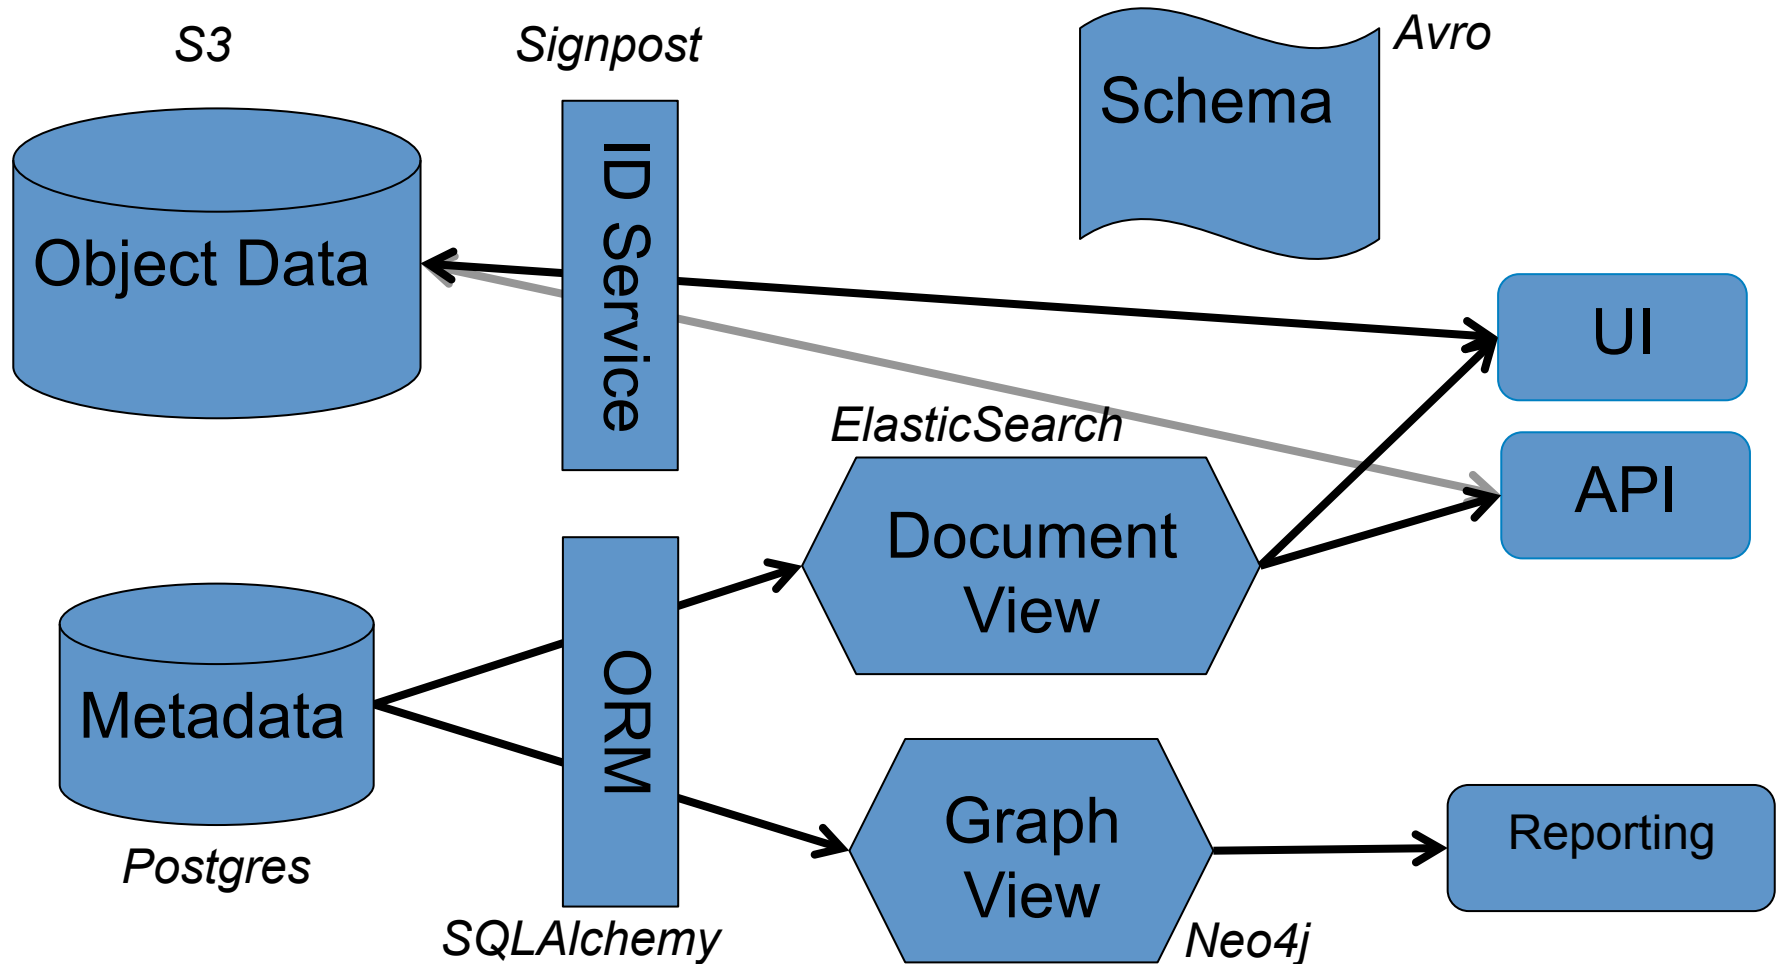 S3
Signpost
Avro
Schema
Object Data
ID Service
UI
ElasticSearch
API
Document
View
Metadata
ORM
Graph
View
Reporting
Postgres
SQLAlchemy
Neo4j